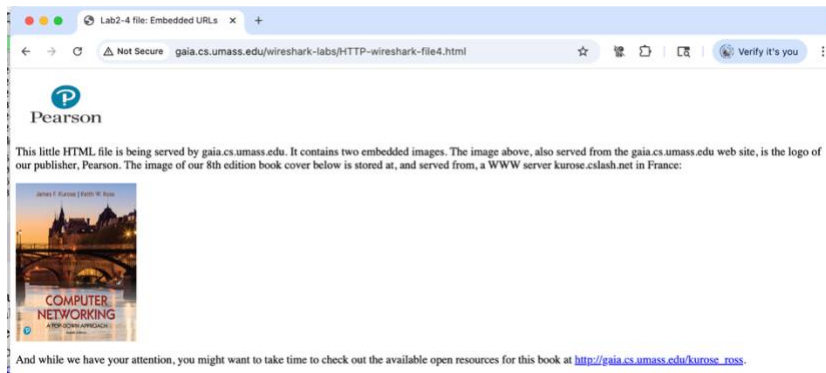 Lab2-4 file: Embedded URLs
Not Secure gaia.cs.umass.edu/wireshark-labs/HTTP-wireshark-file4.html Verify it's you
Pearson
This little HTML file is being served by gaia.cs.umass.edu. It contains two embedded images. The image above, also served from the gaia.cs.umass.edu web site, is the logo of
our publisher, Pearson. The image of our 8th edition book cover below is stored at, and served from, a WWW server kurose.cslash.net in France:
James F. Kurose | Keith W. Ross
COMPUTER
NETWORKING
A TOP-DOWN APPROACH
And while we have your attention, you might want to take time to check out the available open resources for this book at http://gaia.cs.umass.edu/kurose_ross.